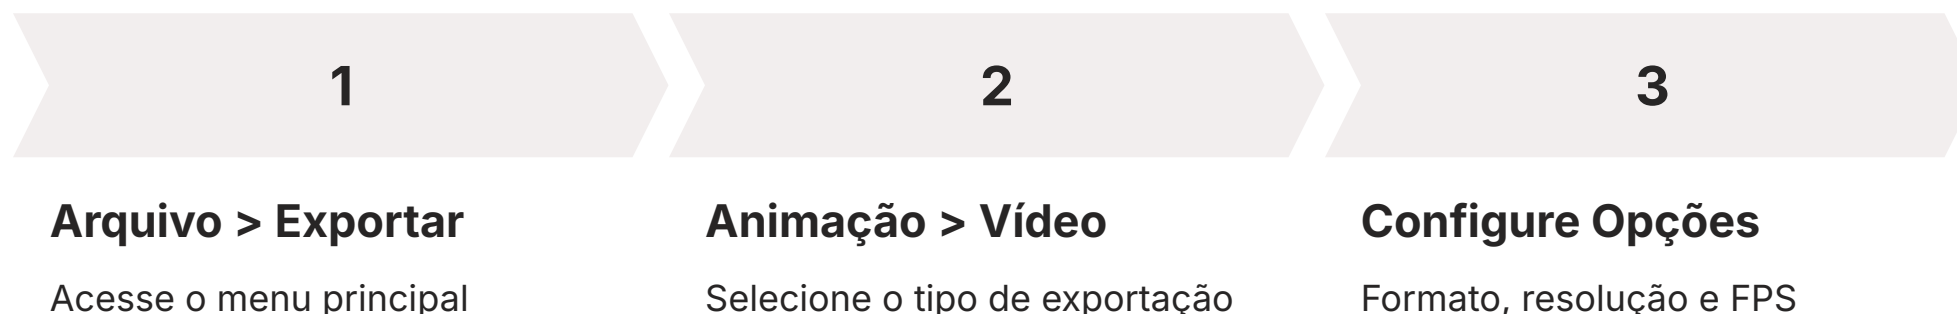 1
2
3
Arquivo > Exportar
Acesse o menu principal
Animação > Vídeo
Selecione o tipo de exportação
Configure Opções
Formato, resolução e FPS